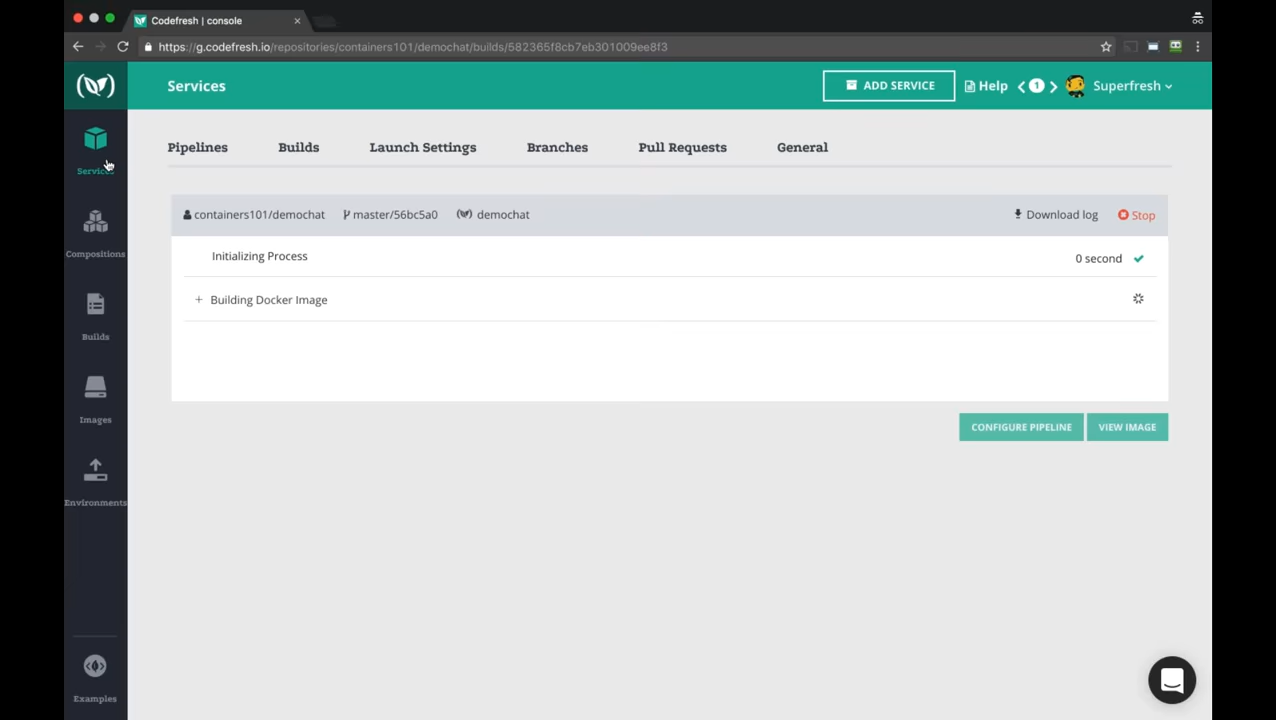 Codefresh | console
https://g.codefresh.io/repositories/containers101/demochat/builds/582365f8cb7eb301009ee8f3
Services
ADD SERVICE
Help
1
Superfresh
Services
Compositions
Builds
Images
Environments
Examples
Pipelines
Builds
Launch Settings
Branches
Pull Requests
General
containers101/demochat
master/56bc5a0
demochat
Download log
Stop
Initializing Process
0 second
+ Building Docker Image
CONFIGURE PIPELINE
VIEW IMAGE